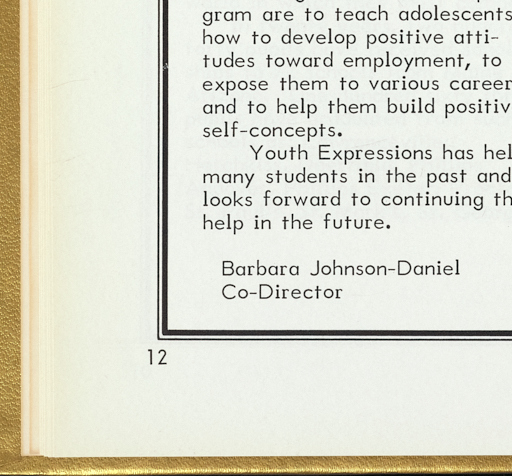 gram are to teach adolescents
how to develop positive atti-
tudes toward employment, to
expose them to various career
and to help them build positiv
self-concepts.
Youth Expressions has hel
many students in the past and
looks forward to continuing th
help in the future.
Barbara Johnson-Daniel
Co-Director
12